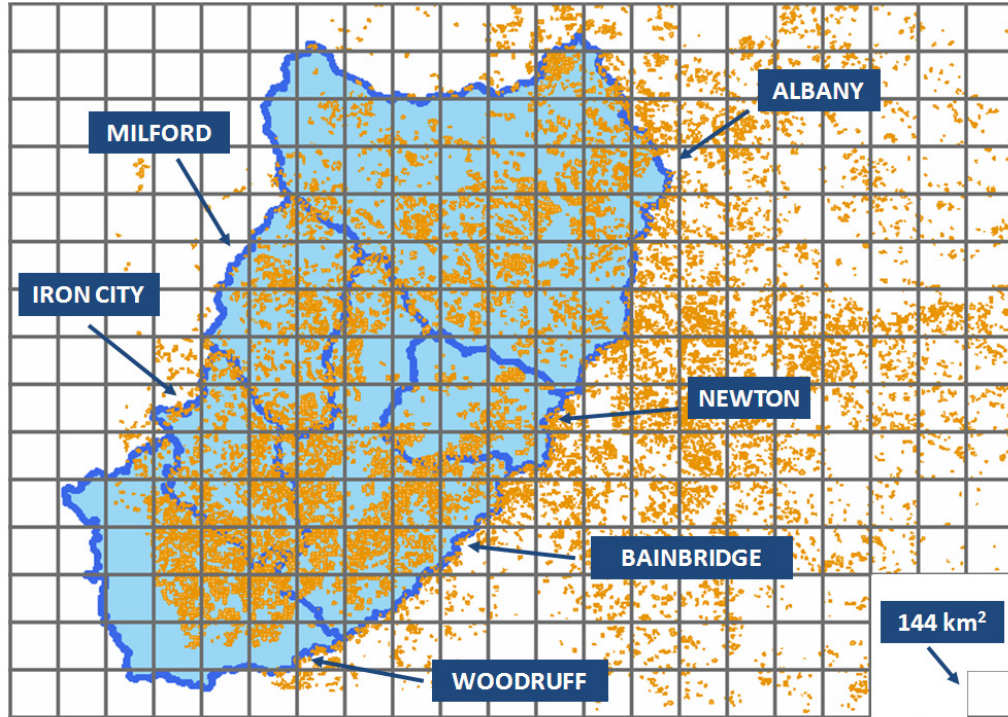 ALBANY
MILFORD
IRON CITY
NEWTON
BAINBRIDGE
144 km²
WOODRUFF